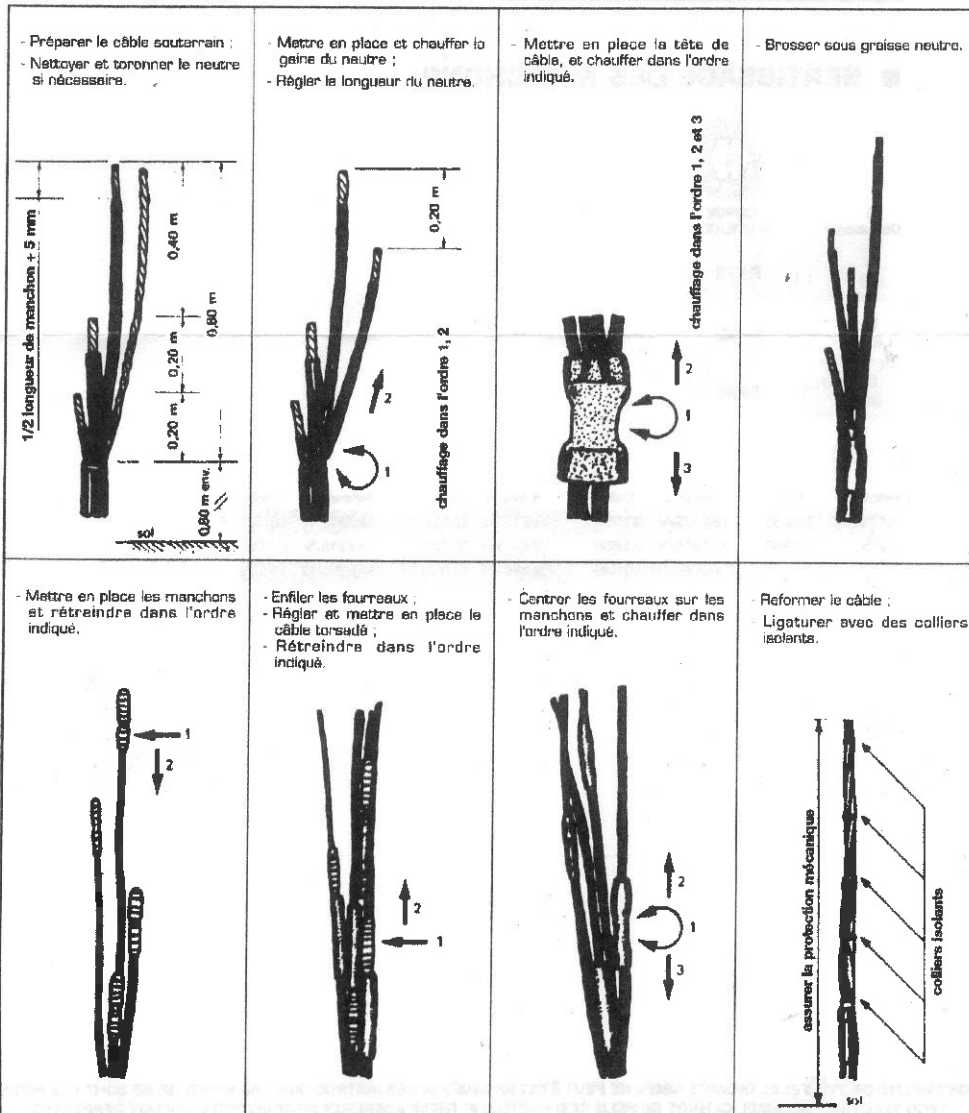 - Préparer le câble souterrain ;
- Nettoyer et toronner le neutre
si nécessaire.
1/2 longueur de manchon + 5 mm
0,40 m
0,80 m
0,20 m
0,20 m
0,80 m env.
sol
- Mettre en place et chauffer la
gaine du neutre ;
- Régler la longueur du neutre.
0,20 m
2
1
chauffage dans l'ordre 1, 2
- Mettre en place la tête de
câble, et chauffer dans l'ordre
indiqué.
chauffage dans l'ordre 1, 2 et 3
2
1
3
- Brosser sous graisse neutre.
- Mettre en place les manchons
et rétreindre dans l'ordre
indiqué.
1
2
- Enfiler les fourreaux ;
- Régler et mettre en place le
câble torsadé ;
- Rétreindre dans l'ordre
indiqué.
2
1
- Centrer les fourreaux sur les
manchons et chauffer dans
l'ordre indiqué.
2
1
3
- Reformer le câble ;
- Ligaturer avec des colliers
isolants.
assurer la protection mécanique
colliers isolants
sol